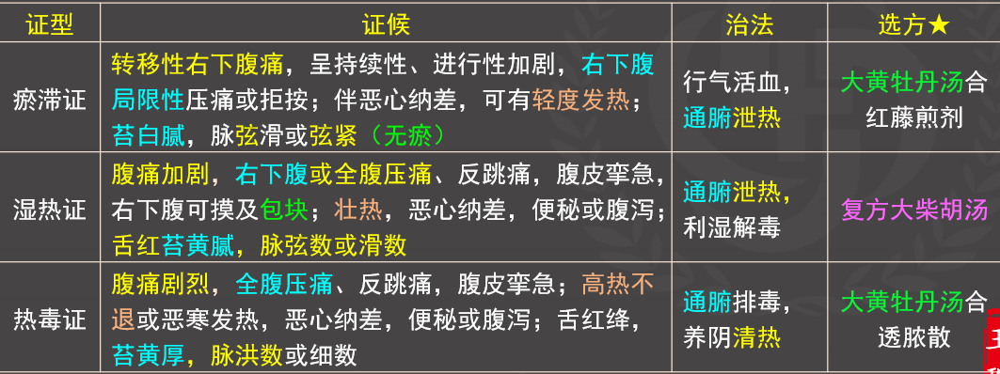 证型 证候 治法 选方★
瘀滞证
转移性右下腹痛，呈持续性、进行性加剧，右下腹
局限性压痛或拒按；伴恶心纳差，可有轻度发热；
苔白腻，脉弦滑或弦紧（无瘀）
行气活血，
通腑泄热
大黄牡丹汤合
红藤煎剂
湿热证
腹痛加剧，右下腹或全腹压痛、反跳痛，腹皮挛急，
右下腹可摸及包块；壮热，恶心纳差，便秘或腹泻；
舌红苔黄腻，脉弦数或滑数
通腑泄热，
利湿解毒
复方大柴胡汤
热毒证
腹痛剧烈，全腹压痛、反跳痛，腹皮挛急；高热不
退或恶寒发热，恶心纳差，便秘或腹泻；舌红绛，
苔黄厚，脉洪数或细数
通腑排毒，
养阴清热
大黄牡丹汤合
透脓散